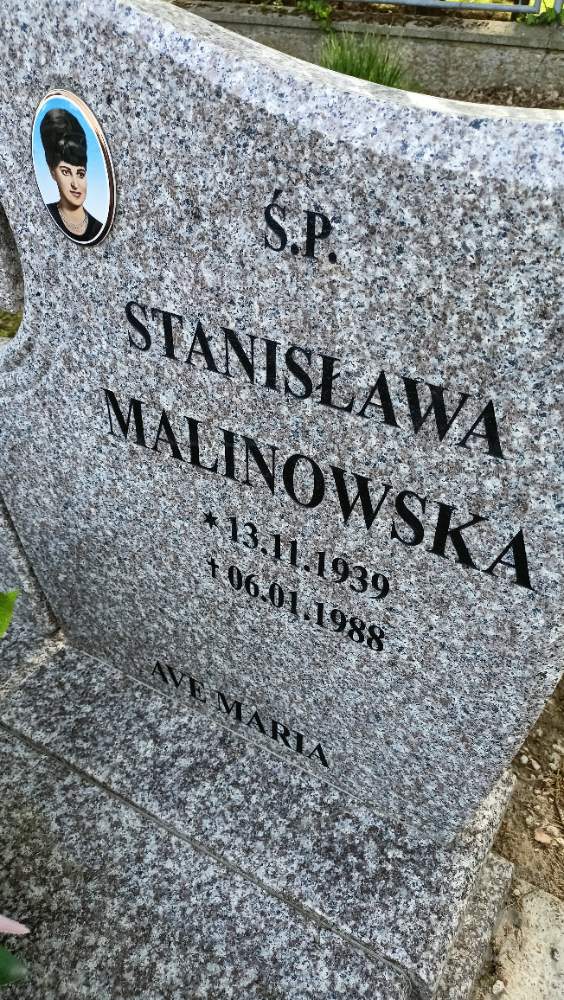 Ś.P.
STANISŁAWA
MALINOWSKA
* 13.11.1939
† 06.01.1988
AVE MARIA